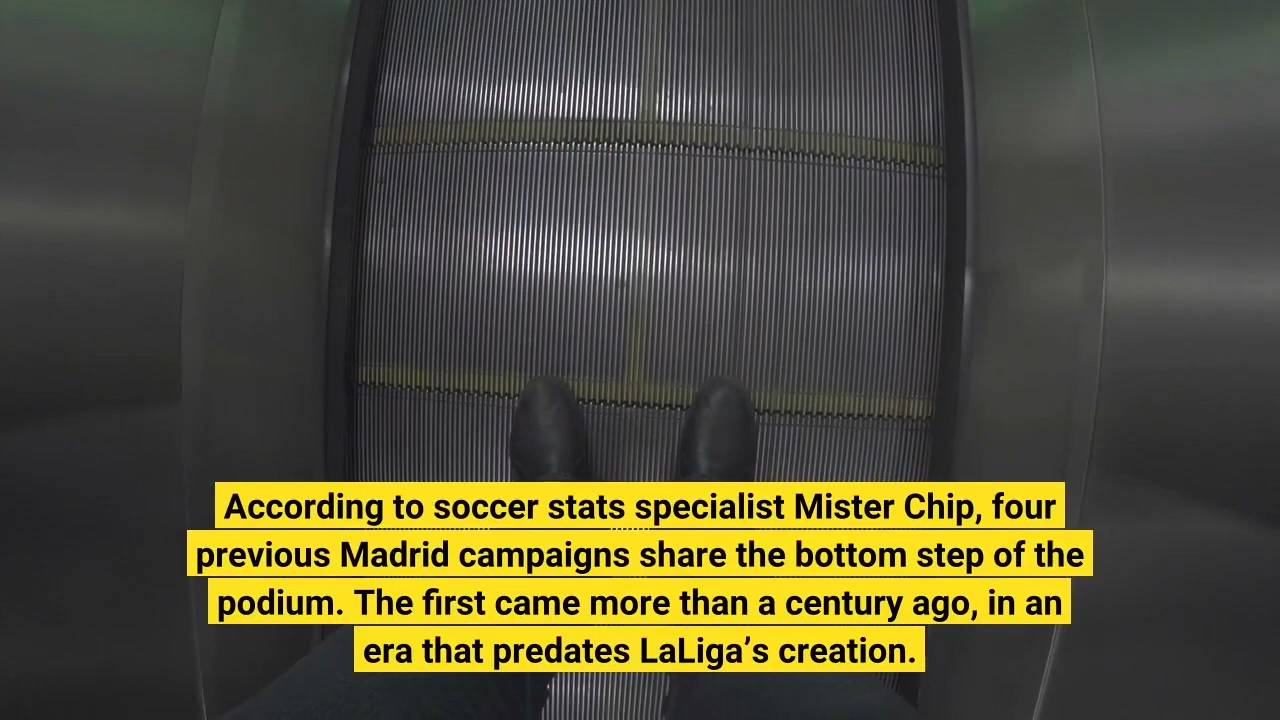 According to soccer stats specialist Mister Chip, four
previous Madrid campaigns share the bottom step of the
podium. The first came more than a century ago, in an
era that predates LaLiga’s creation.